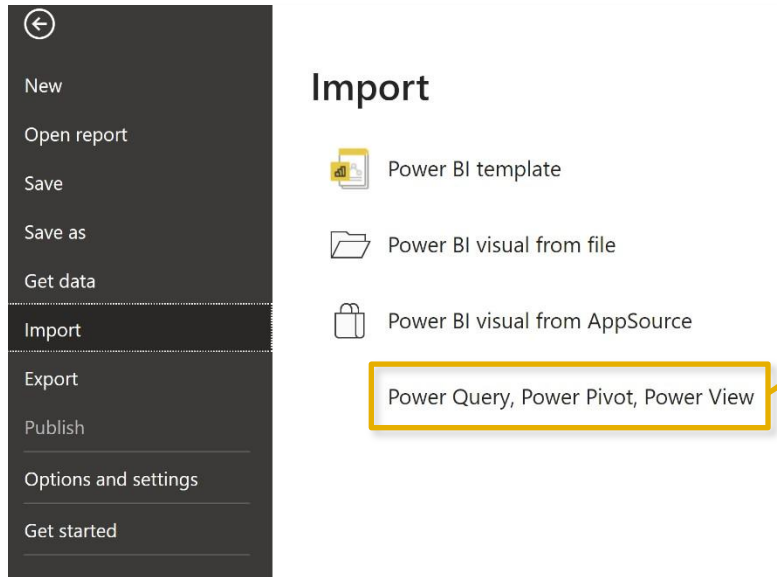 New
Open report
Save
Save as
Get data
Import
Export
Publish
Options and settings
Get started
Import
Power BI template
Power BI visual from file
Power BI visual from AppSource
Power Query, Power Pivot, Power View